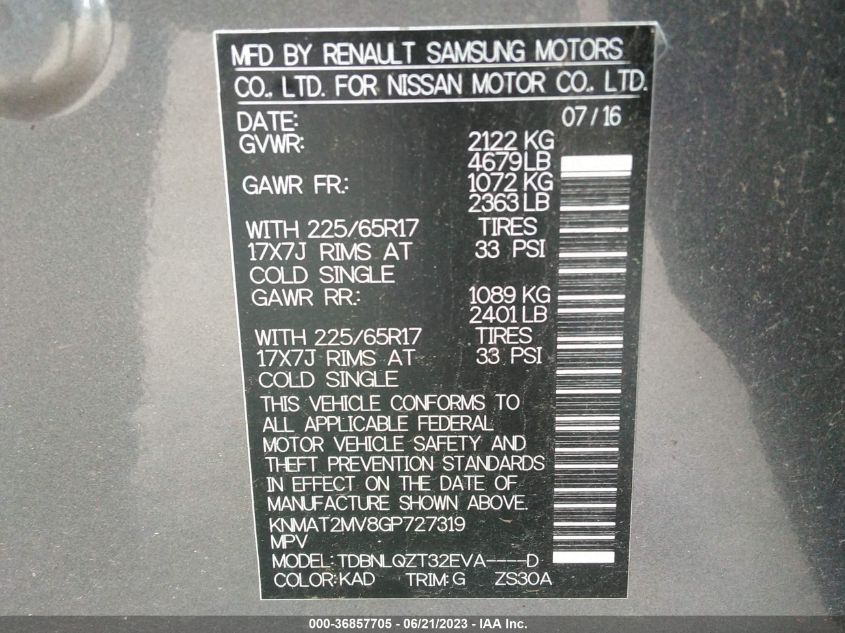 MFD BY RENAULT SAMSUNG MOTORS
CO., LTD. FOR NISSAN MOTOR CO., LTD.
DATE: 07/16
GVWR: 2122 KG
4679 LB
GAWR FR.: 1072 KG
2363 LB
WITH 225/65R17 TIRES
17X7J RIMS AT 33 PSI
COLD SINGLE
GAWR RR.: 1089 KG
2401 LB
WITH 225/65R17 TIRES
17X7J RIMS AT 33 PSI
COLD SINGLE
THIS VEHICLE CONFORMS TO
ALL APPLICABLE FEDERAL
MOTOR VEHICLE SAFETY AND
THEFT PREVENTION STANDARDS
IN EFFECT ON THE DATE OF
MANUFACTURE SHOWN ABOVE.
KNMAT2MV8GP727319
MPV
MODEL: TDBNLQZT32EVA----D
COLOR: KAD TRIM: G ZS30A
000-36857705 - 06/21/2023 - IAA Inc.